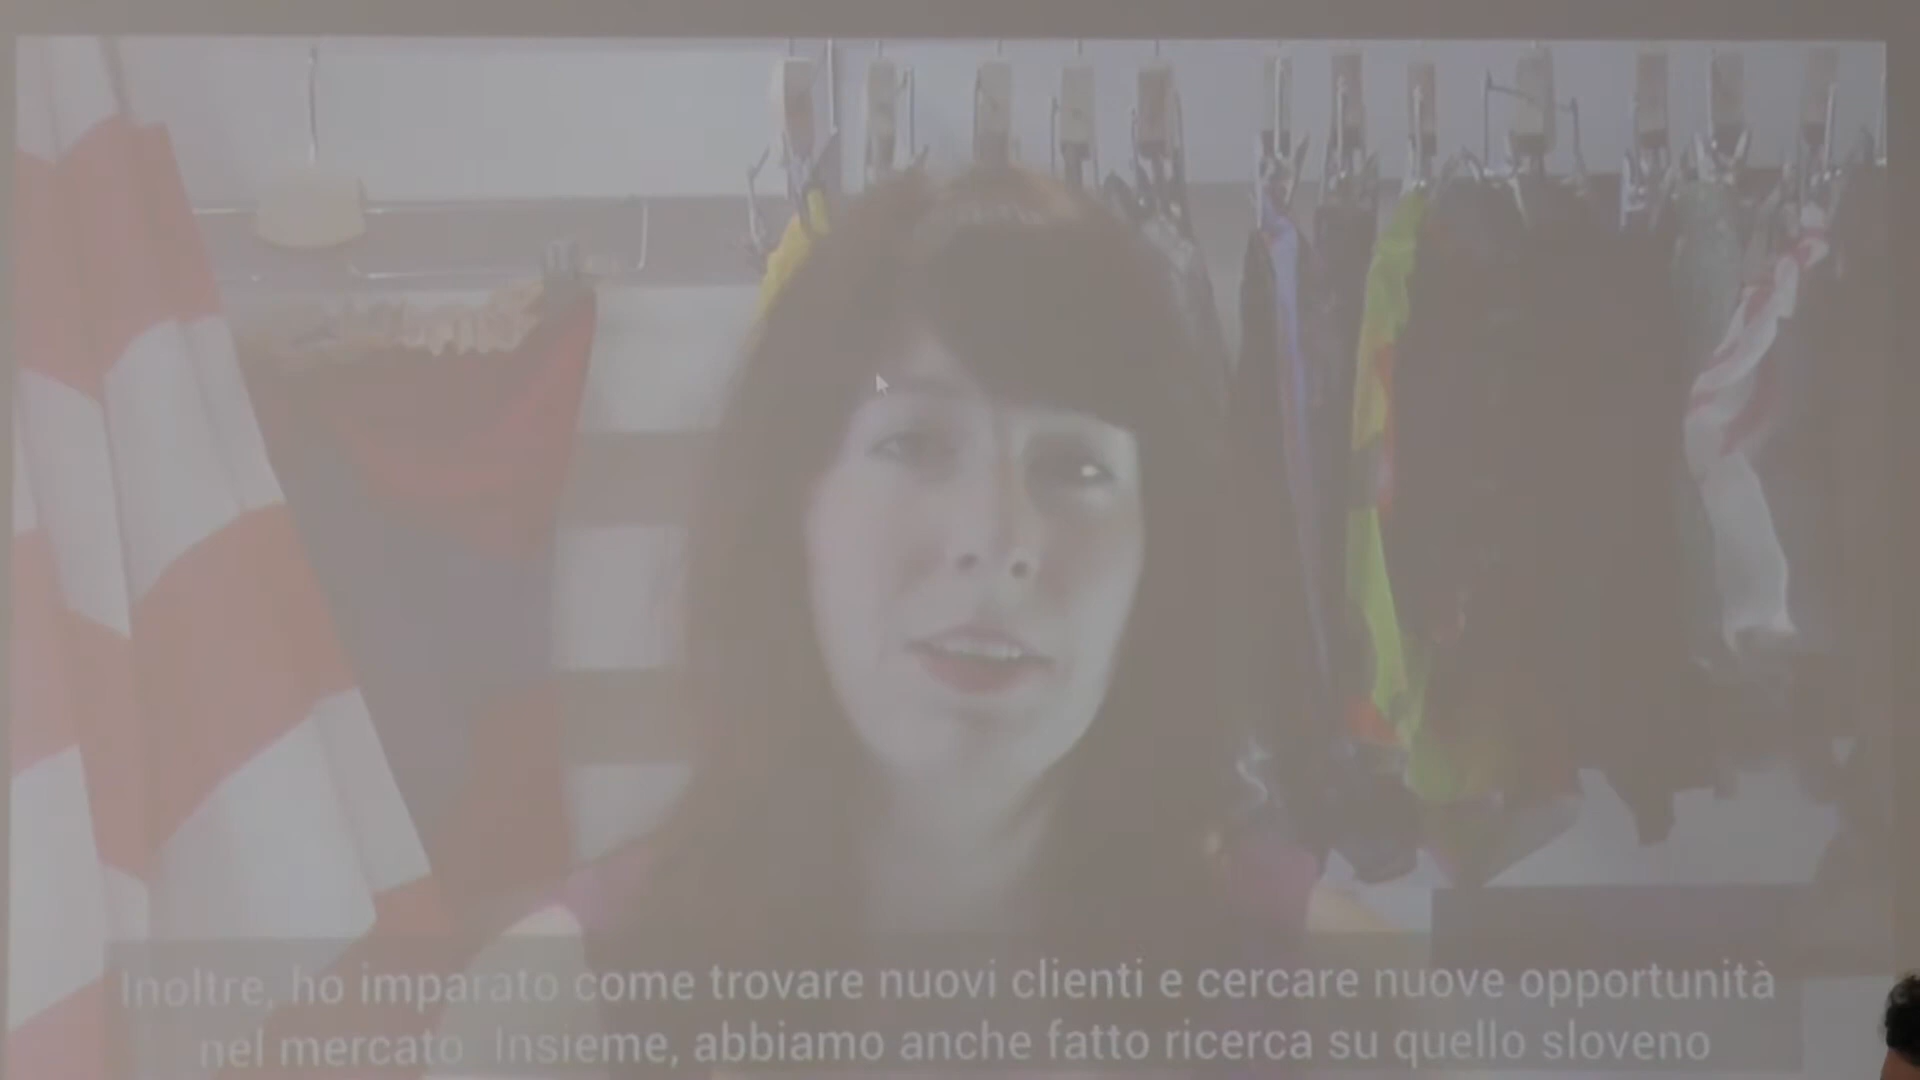 Inoltre, ho imparato come trovare nuovi clienti e cercare nuove opportunità
nel mercato. Insieme, abbiamo anche fatto ricerca su quello sloveno